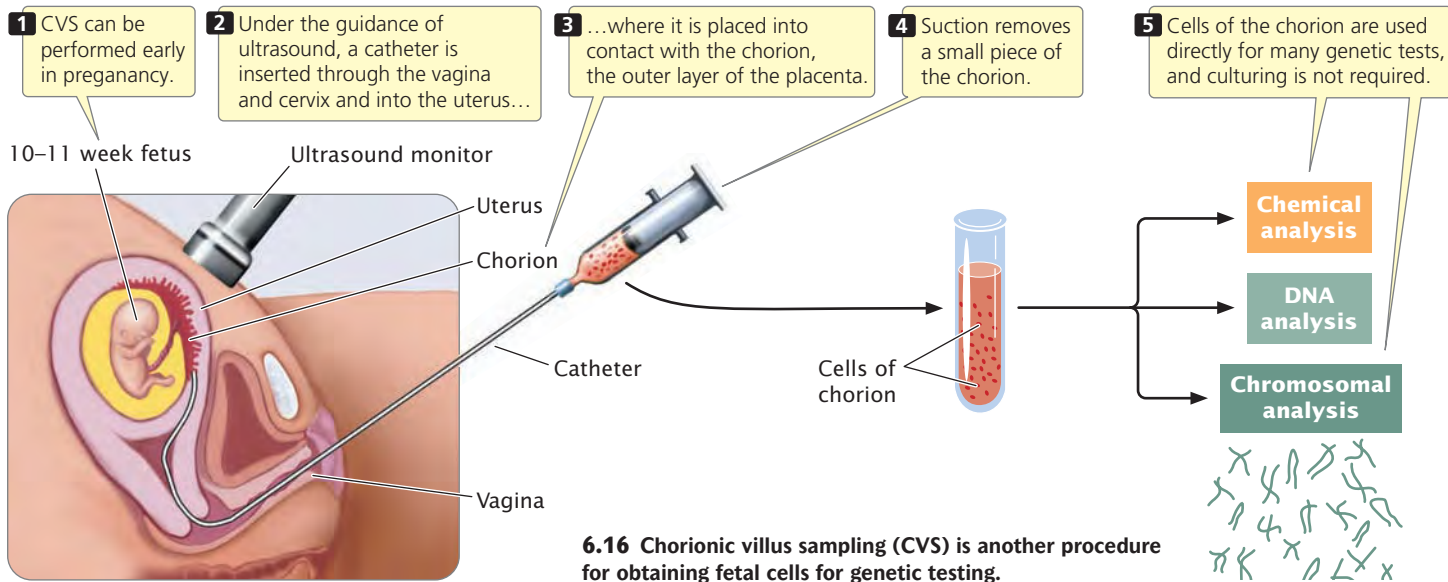 1 CVS can be
performed early
in preganancy.
2 Under the guidance of
ultrasound, a catheter is
inserted through the vagina
and cervix and into the uterus…
3 …where it is placed into
contact with the chorion,
the outer layer of the placenta.
4 Suction removes
a small piece of
the chorion.
5 Cells of the chorion are used
directly for many genetic tests,
and culturing is not required.
10–11 week fetus
Ultrasound monitor
Uterus
Chorion
Catheter
Vagina
Cells of
chorion
Chemical
analysis
DNA
analysis
Chromosomal
analysis
6.16 Chorionic villus sampling (CVS) is another procedure
for obtaining fetal cells for genetic testing.